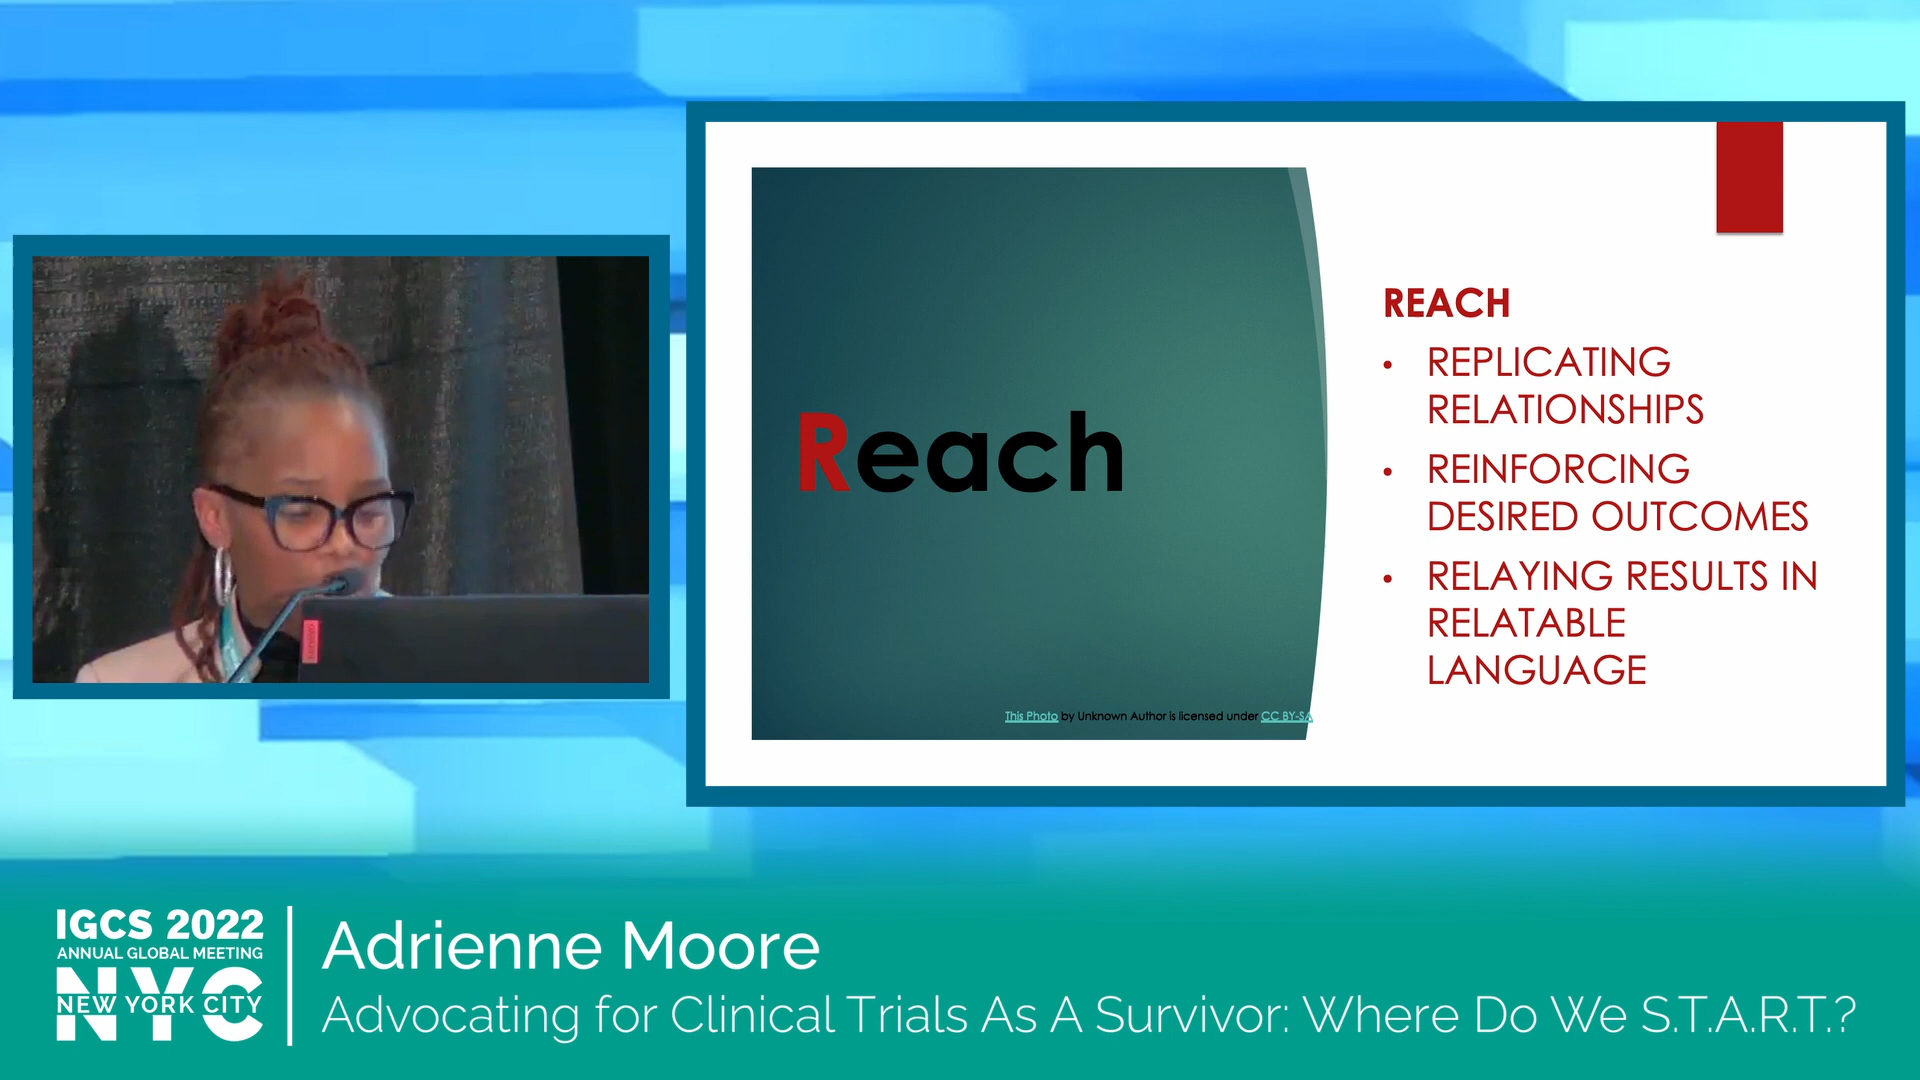 Reach
This Photo by Unknown Author is licensed under CC BY-SA
REACH
• REPLICATING
RELATIONSHIPS
• REINFORCING
DESIRED OUTCOMES
• RELAYING RESULTS IN
RELATABLE
LANGUAGE
IGCS 2022
ANNUAL GLOBAL MEETING
NYC
NEW YORK CITY
Adrienne Moore
Advocating for Clinical Trials As A Survivor: Where Do We S.T.A.R.T.?